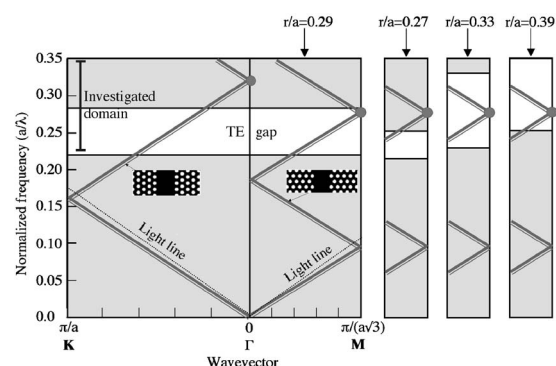 r/a=0.29
r/a=0.27
r/a=0.33
r/a=0.39
Normalized frequency (a/λ)
0.35
0.30
0.25
0.20
0.15
0.10
0.05
0.0
Investigated
domain
TE gap
Light line
Light line
π/a
0
π/(a√3)
K
Γ
M
Wavevector